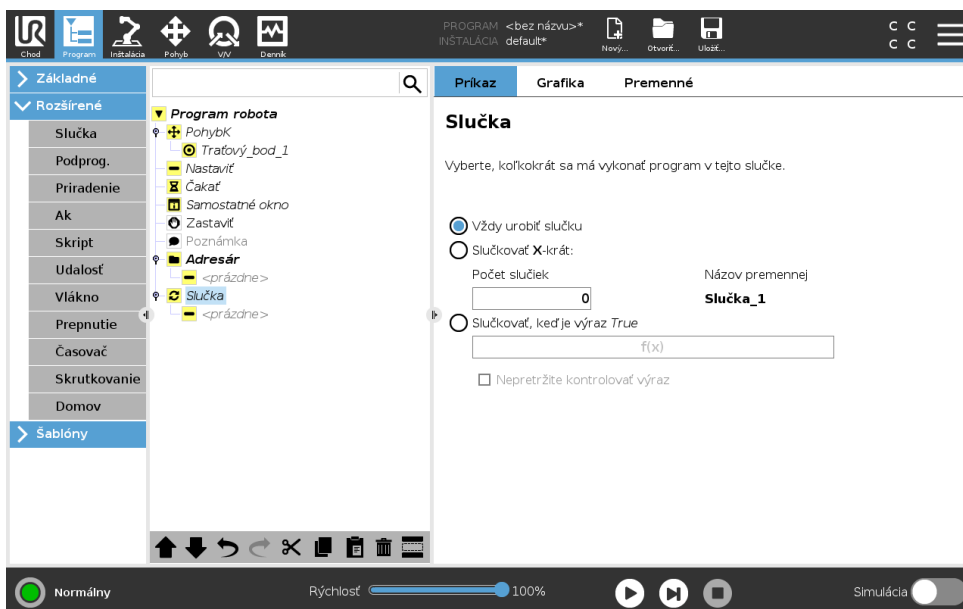 Chod
Program
Inštalácia
Pohyb
V/V
Denník
PROGRAM <bez názvu>*
INŠTALÁCIA default*
Nový...
Otvoriť...
Uložiť...
C C
C C
Základné
Rozšírené
Slučka
Podprog.
Priradenie
Ak
Skript
Udalosť
Vlákno
Prepnutie
Časovač
Skrutkovanie
Domov
Šablóny
Program robota
PohybK
Traťový_bod_1
Nastaviť
Čakať
Samostatné okno
Zastaviť
Poznámka
Adresár
<prázdne>
Slučka
<prázdne>
Príkaz Grafika Premenné
Slučka
Vyberte, koľkokrát sa má vykonať program v tejto slučke.
Vždy urobiť slučku
Slučkovať X-krát:
Počet slučiek Názov premennej
0 Slučka_1
Slučkovať, keď je výraz True
f(x)
Nepretržite kontrolovať výraz
Normálny
Rýchlosť 100%
Simulácia